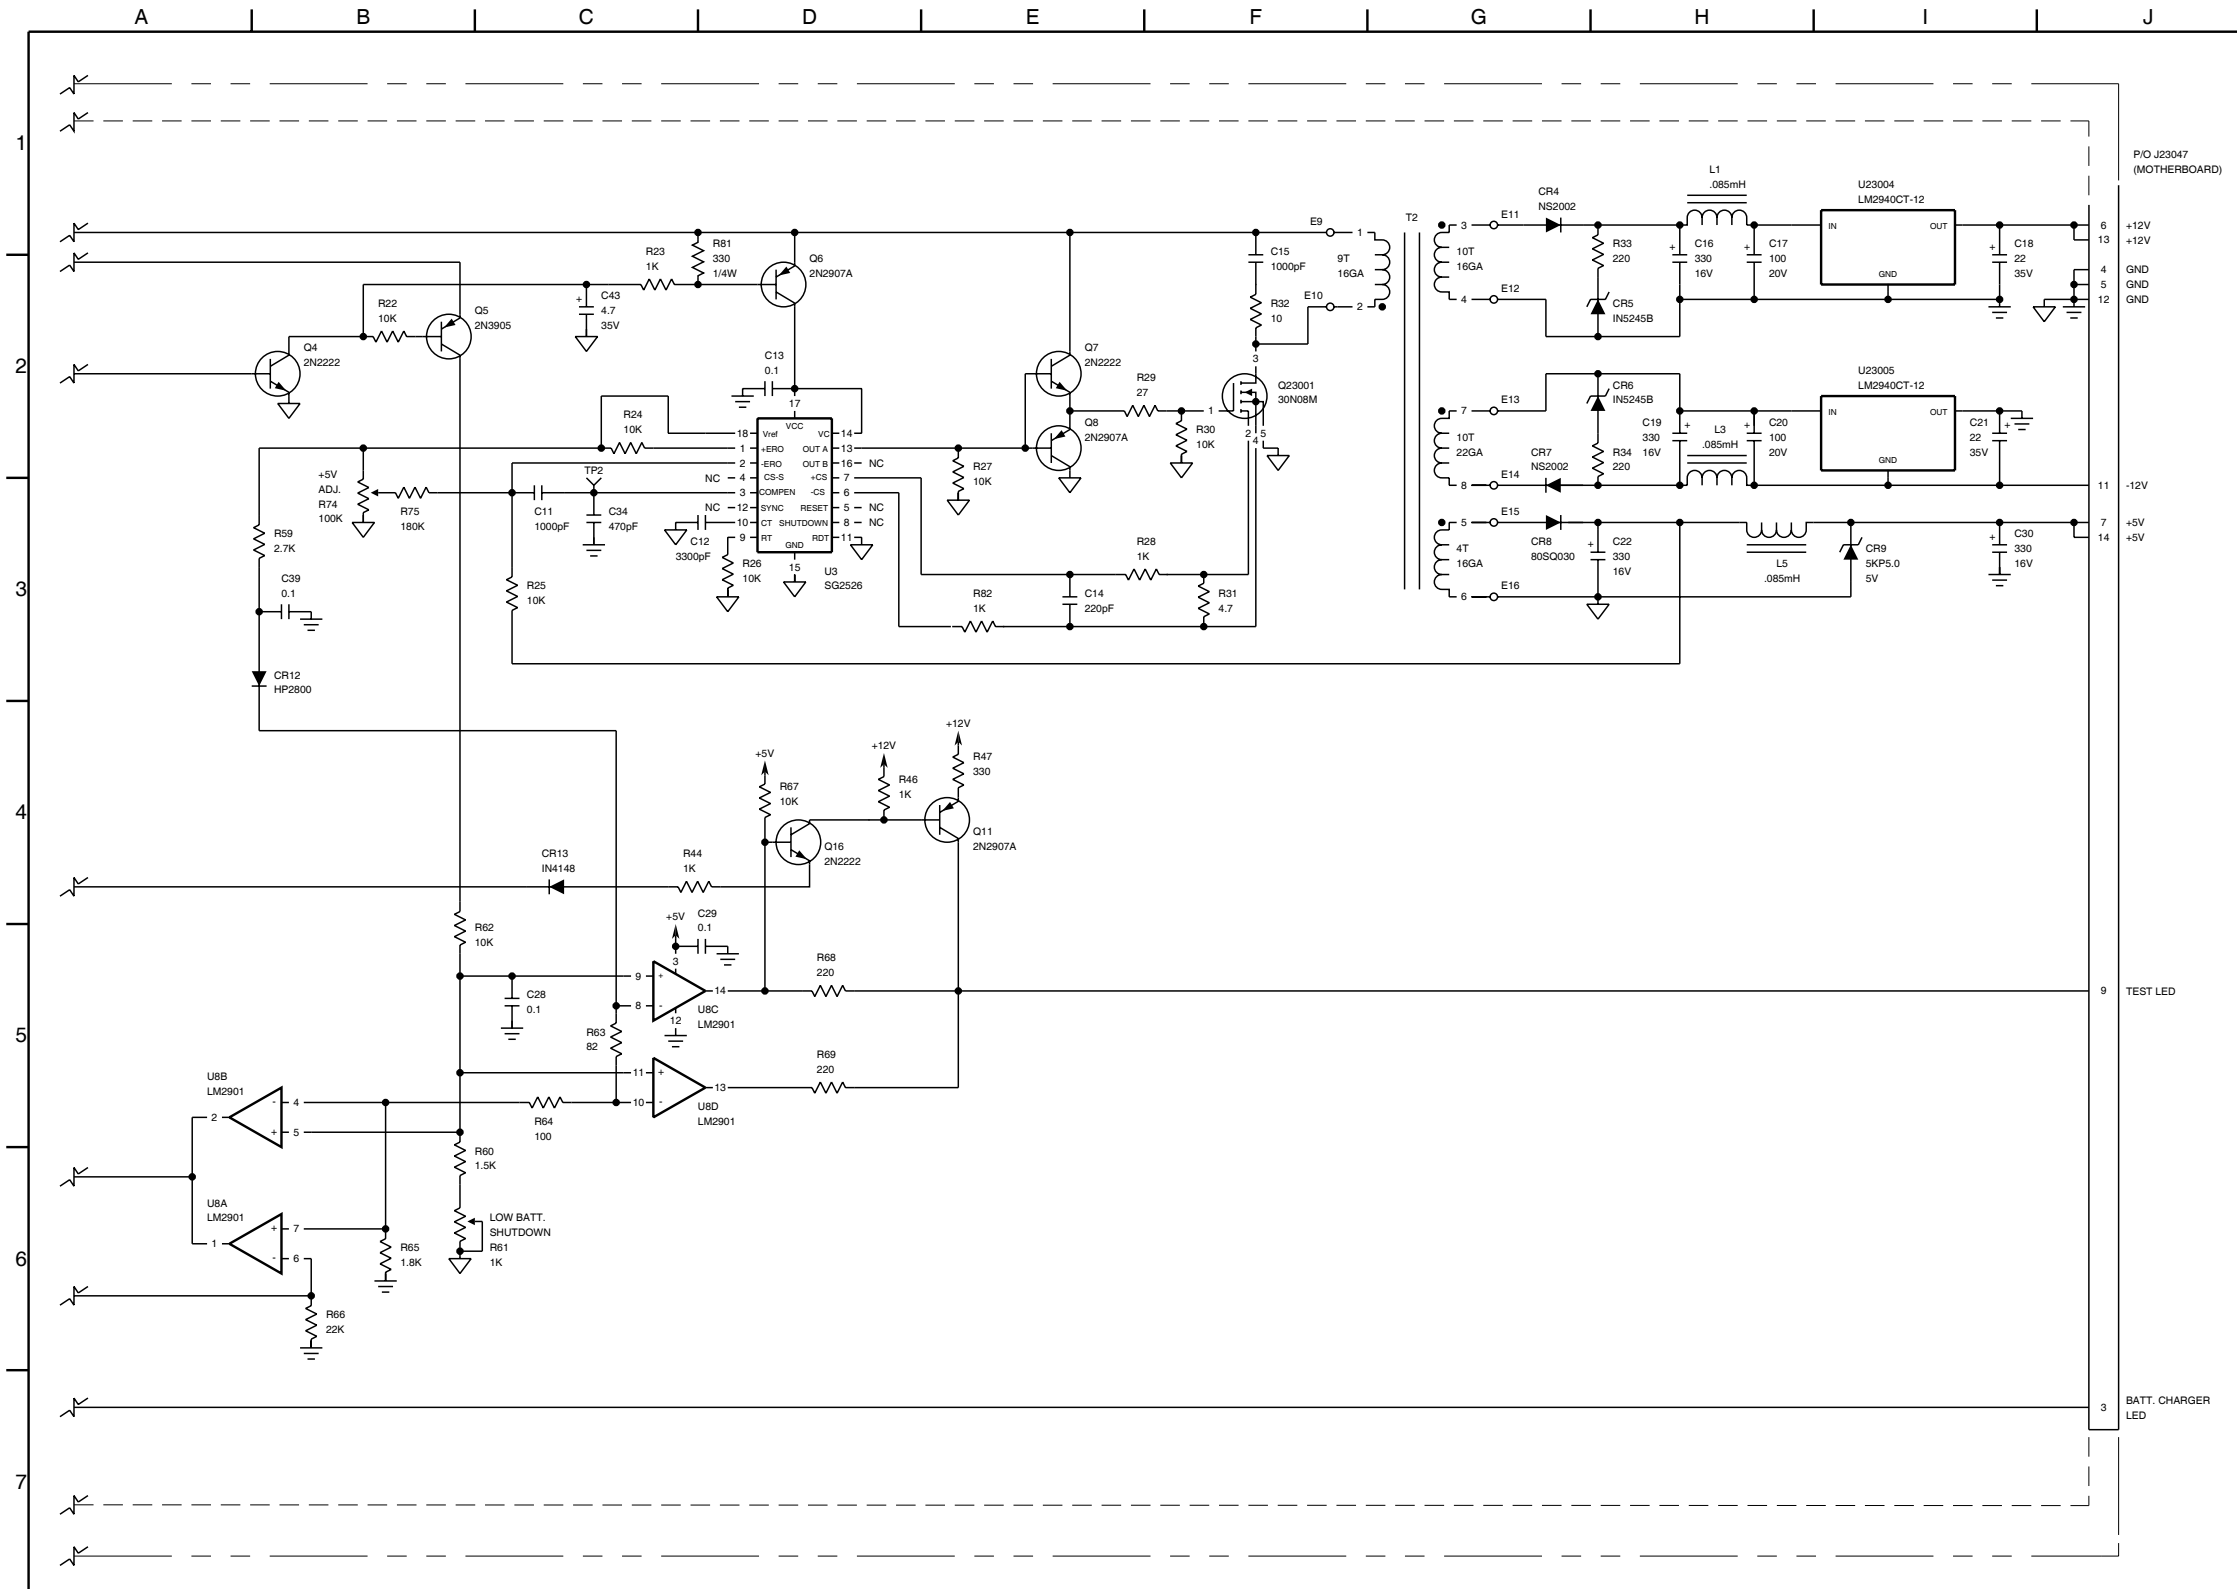 A B C D E F G H I J
1
2
3
4
5
6
7
P/O J23047
(MOTHERBOARD)
L1
.085mH
U23004
LM2940CT-12
CR4
NS2002
E9
T2
3
E11
IN
OUT
6
+12V
13
+12V
R23
1K
R81
330
1/4W
Q6
2N2907A
C15
1000pF
1
9T
16GA
10T
16GA
R33
220
+
C16
330
16V
+
C17
100
20V
GND
+
C18
22
35V
4
GND
5
GND
12
GND
R22
10K
Q5
2N3905
+
C43
4.7
35V
R32
10
E10
2
4
E12
CR5
IN5245B
Q4
2N2222
C13
0.1
Q7
2N2222
R29
27
3
Q23001
30N08M
1
2
4
5
CR6
IN5245B
U23005
LM2940CT-12
IN
OUT
GND
R24
10K
17
VCC
18
Vref
VC
14
1
+ERO
OUT A
13
2
-ERO
OUT B
16
NC
NC
4
CS-S
+CS
7
3
COMPEN
-CS
6
NC
12
SYNC
RESET
5
NC
10
CT
SHUTDOWN
8
NC
9
RT
GND
RDT
11
15
U3
SG2526
Q8
2N2907A
R30
10K
R27
10K
7
E13
10T
22GA
8
E14
CR7
NS2002
R34
220
C19
330
16V
+
L3
.085mH
+
C20
100
20V
C21
22
35V
+
11
-12V
+5V
ADJ.
R74
100K
R75
180K
TP2
C11
1000pF
C34
470pF
C12
3300pF
R26
10K
R59
2.7K
5
E15
4T
16GA
6
E16
CR8
80SQ030
+
C22
330
16V
L5
.085mH
CR9
5KP5.0
5V
+
C30
330
16V
7
+5V
14
+5V
C39
0.1
R25
10K
R28
1K
R82
1K
C14
220pF
R31
4.7
CR12
HP2800
+5V
+12V
+12V
R67
10K
R46
1K
R47
330
Q16
2N2222
Q11
2N2907A
CR13
IN4148
R44
1K
R62
10K
+5V
C29
0.1
3
9
+
8
-
14
12
U8C
LM2901
R68
220
9
TEST LED
C28
0.1
R63
82
11
+
10
-
13
U8D
LM2901
R69
220
U8B
LM2901
2
-
4
+
5
R64
100
R60
1.5K
U8A
LM2901
1
+
7
-
6
R65
1.8K
LOW BATT.
SHUTDOWN
R61
1K
R66
22K
3
BATT. CHARGER
LED